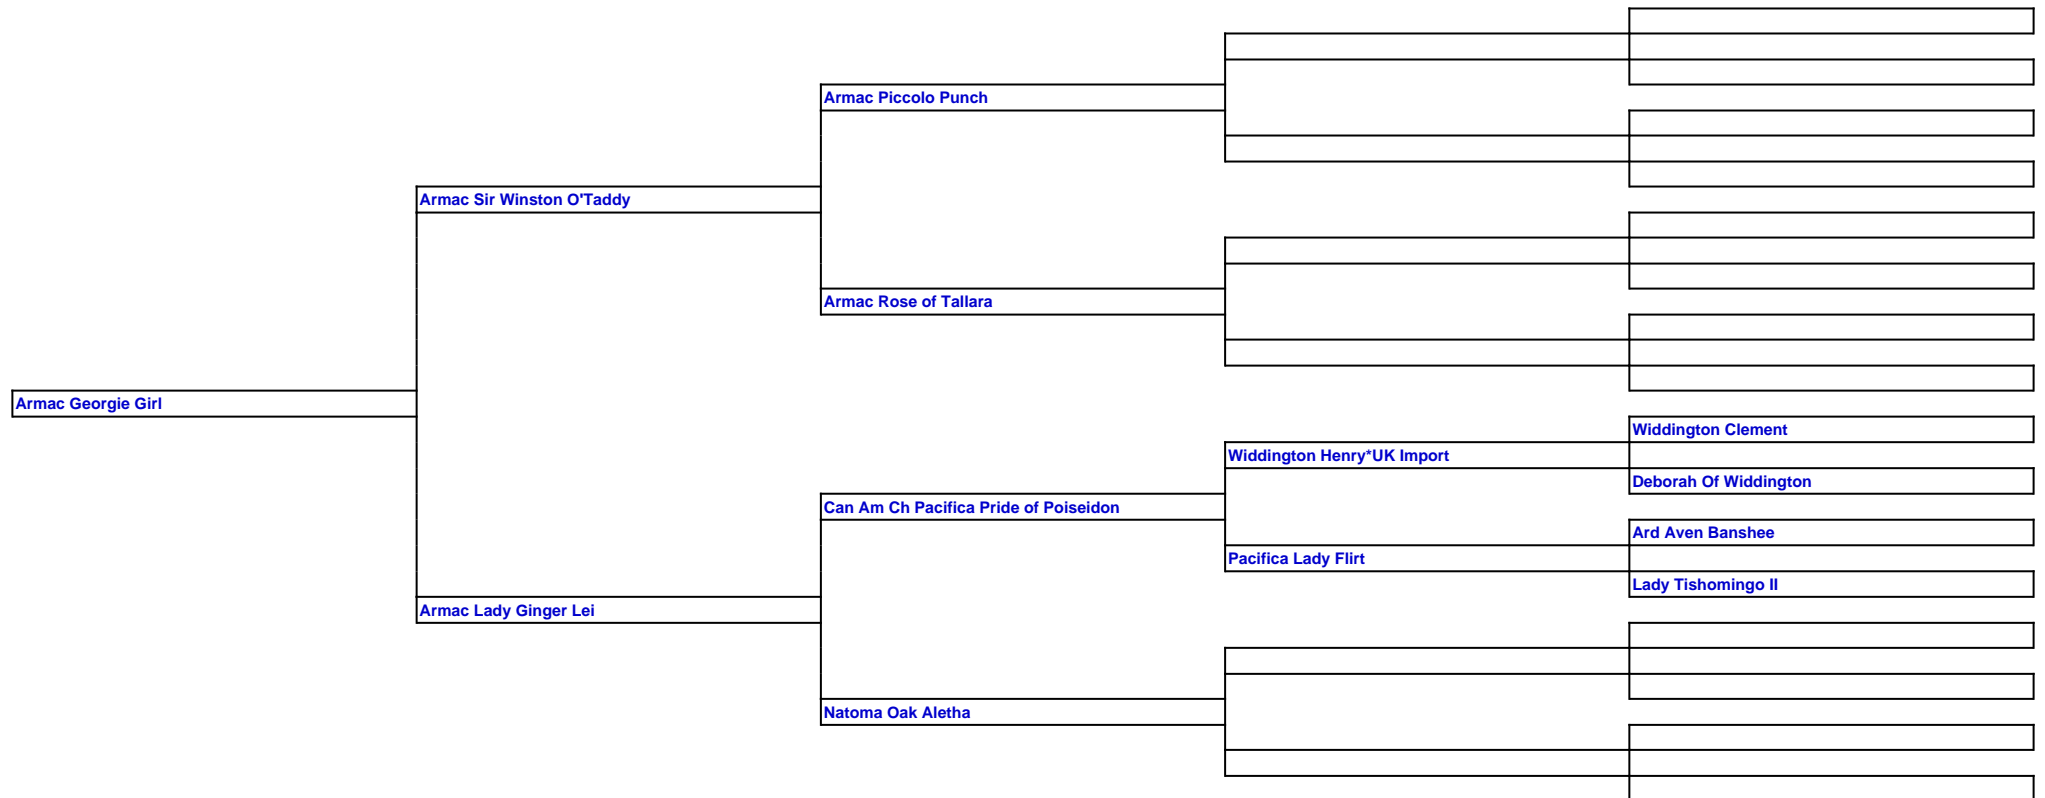 Armac Piccolo Punch
Armac Sir Winston O'Taddy
Armac Rose of Tallara
Armac Georgie Girl
Widdington Clement
Widdington Henry*UK Import
Deborah Of Widdington
Can Am Ch Pacifica Pride of Poiseidon
Ard Aven Banshee
Pacifica Lady Flirt
Lady Tishomingo II
Armac Lady Ginger Lei
Natoma Oak Aletha